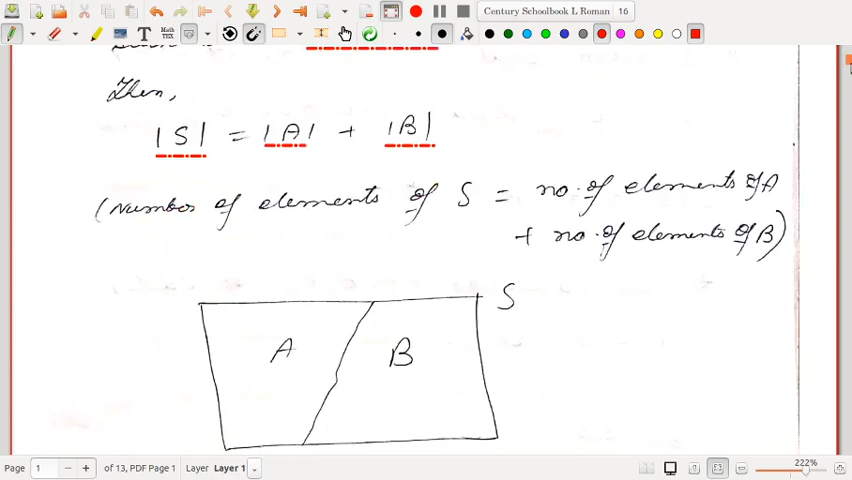 Century Schoolbook L Roman 16
Then,
|S| = |A| + |B|
(Number of elements of S = no. of elements of A
+ no. of elements of B)
S
A B
Page 1 of 13, PDF Page 1 Layer Layer 1 222%